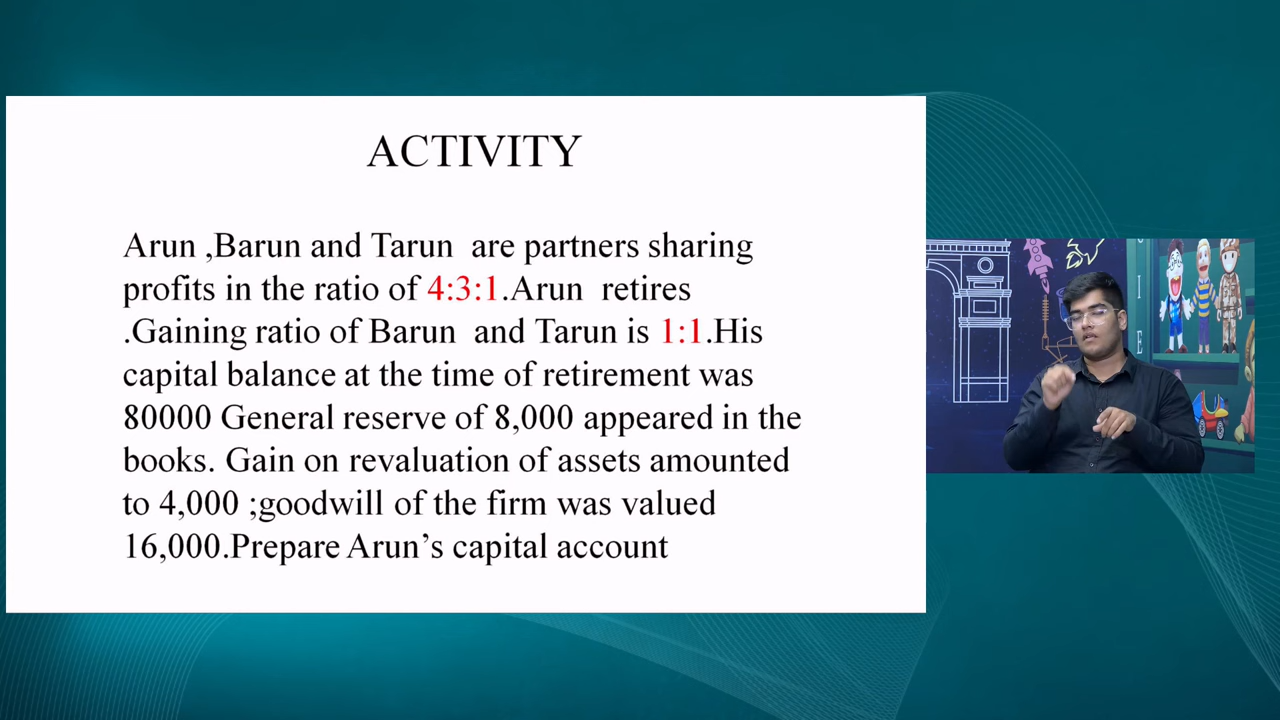 ACTIVITY
Arun ,Barun and Tarun are partners sharing
profits in the ratio of 4:3:1.Arun retires
.Gaining ratio of Barun and Tarun is 1:1.His
capital balance at the time of retirement was
80000 General reserve of 8,000 appeared in the
books. Gain on revaluation of assets amounted
to 4,000 ;goodwill of the firm was valued
16,000.Prepare Arun’s capital account